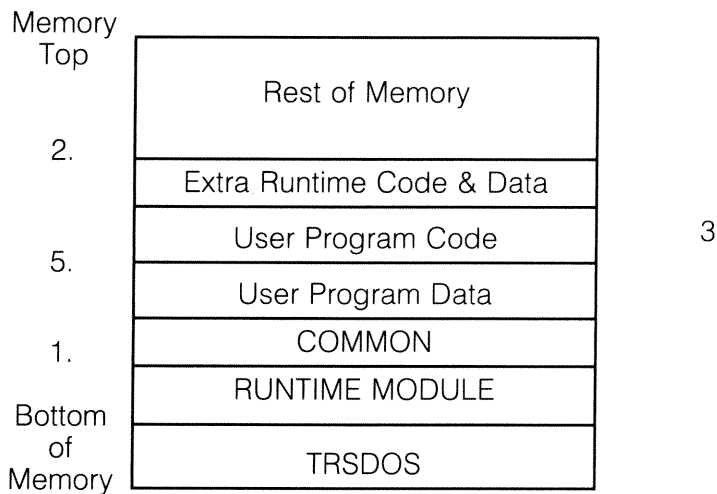 Memory
Top
Rest of Memory
2.
Extra Runtime Code & Data
User Program Code
3
5.
User Program Data
COMMON
1.
RUNTIME MODULE
Bottom
of
Memory
TRSDOS